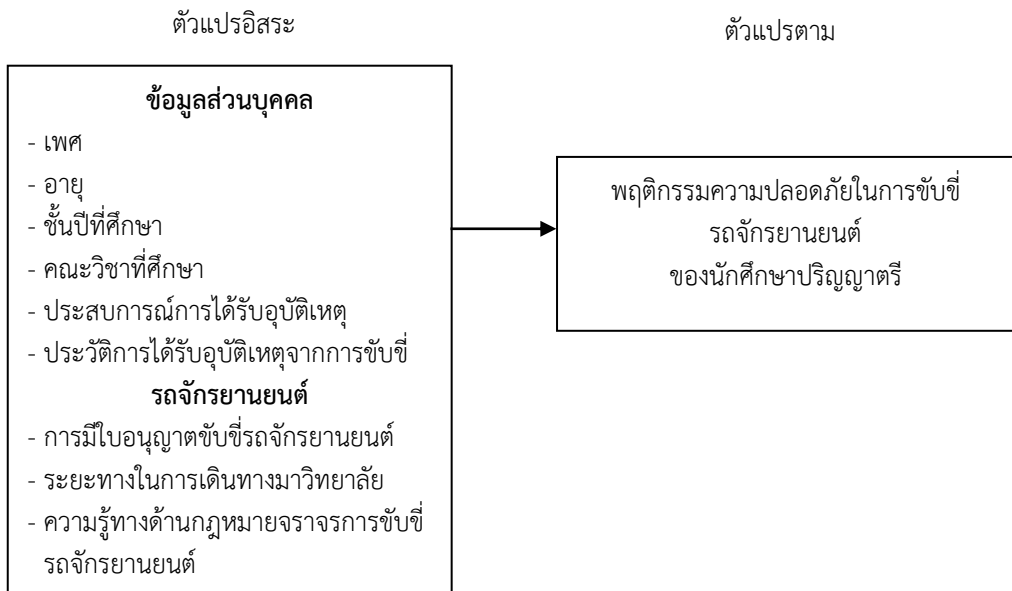 ตัวแปรอิสระ
ตัวแปรตาม
ข้อมูลส่วนบุคคล
- เพศ
- อายุ
- ชั้นปีที่ศึกษา
- คณะวิชาที่ศึกษา
- ประสบการณ์การได้รับอุบัติเหตุ
- ประวัติการได้รับอุบัติเหตุจากการขับขี่
รถจักรยานยนต์
- การมีใบอนุญาตขับขี่รถจักรยานยนต์
- ระยะทางในการเดินทางมาวิทยาลัย
- ความรู้ทางด้านกฎหมายจราจรการขับขี่
รถจักรยานยนต์
พฤติกรรมความปลอดภัยในการขับขี่
รถจักรยานยนต์
ของนักศึกษาปริญญาตรี